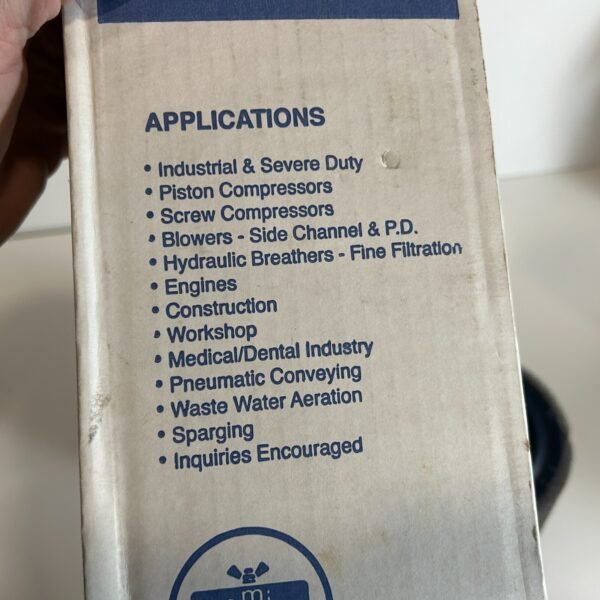 APPLICATIONS
• Industrial & Severe Duty
• Piston Compressors
• Screw Compressors
• Blowers - Side Channel & P.D.
• Hydraulic Breathers - Fine Filtration
• Engines
• Construction
• Workshop
• Medical/Dental Industry
• Pneumatic Conveying
• Waste Water Aeration
• Sparging
• Inquiries Encouraged